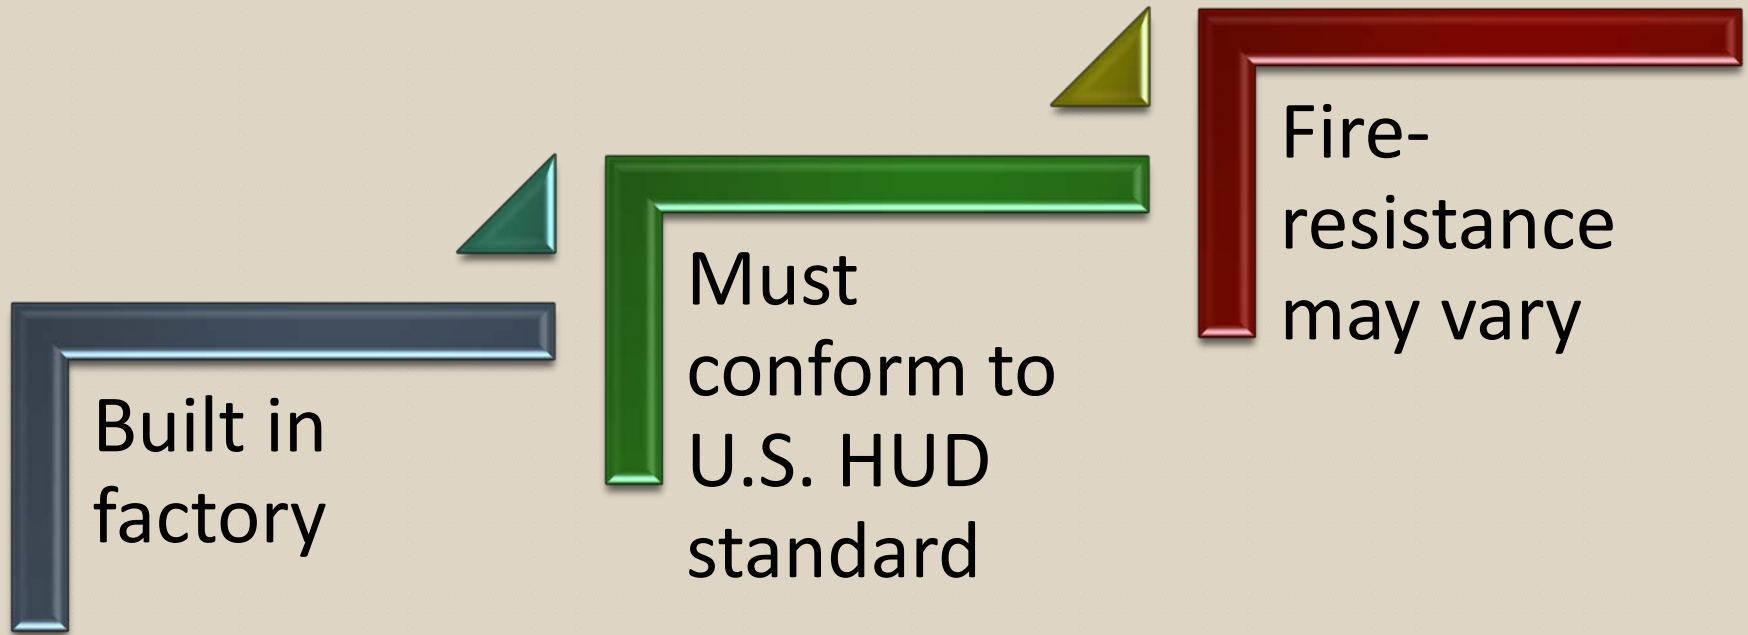 Built in
factory
Must
conform to
U.S. HUD
standard
Fire-
resistance
may vary